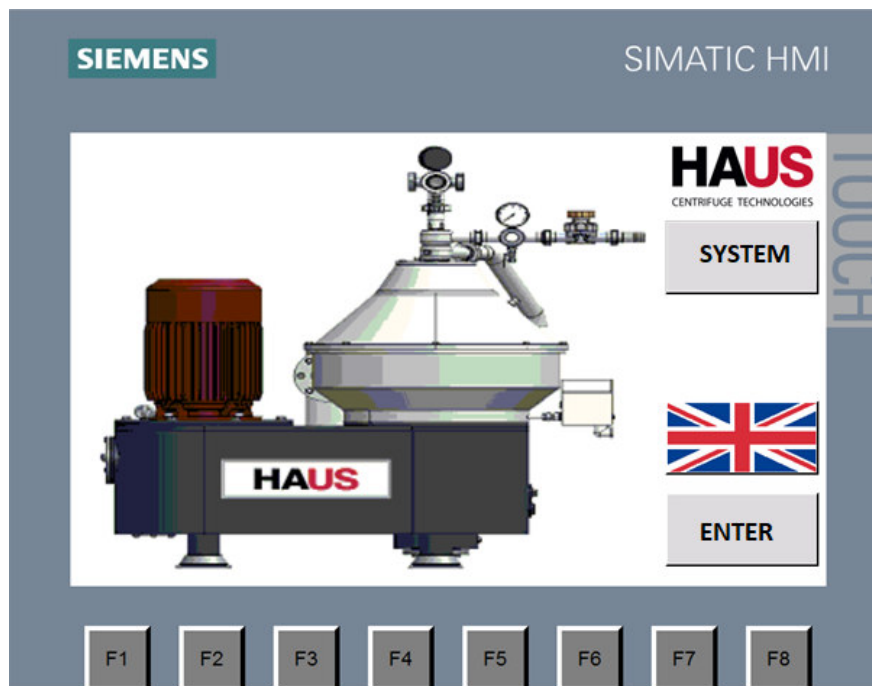 SIEMENS
SIMATIC HMI
TOUCH
HAUS
CENTRIFUGE TECHNOLOGIES
SYSTEM
HAUS
ENTER
F1 F2 F3 F4 F5 F6 F7 F8